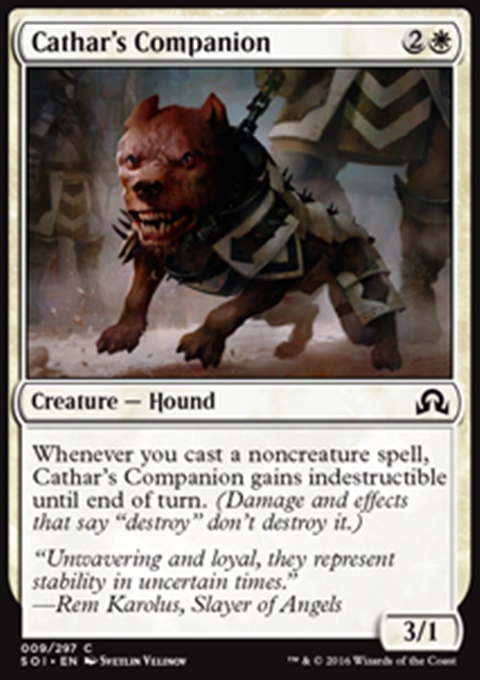 Cathar's Companion 2
Creature — Hound
Whenever you cast a noncreature spell,
Cathar's Companion gains indestructible
until end of turn. (Damage and effects
that say "destroy" don't destroy it.)
"Unwavering and loyal, they represent
stability in uncertain times."
—Rem Karolus, Slayer of Angels
3/1
009/297 C
SOI • EN Svetlin Velinov ™ & © 2016 Wizards of the Coast